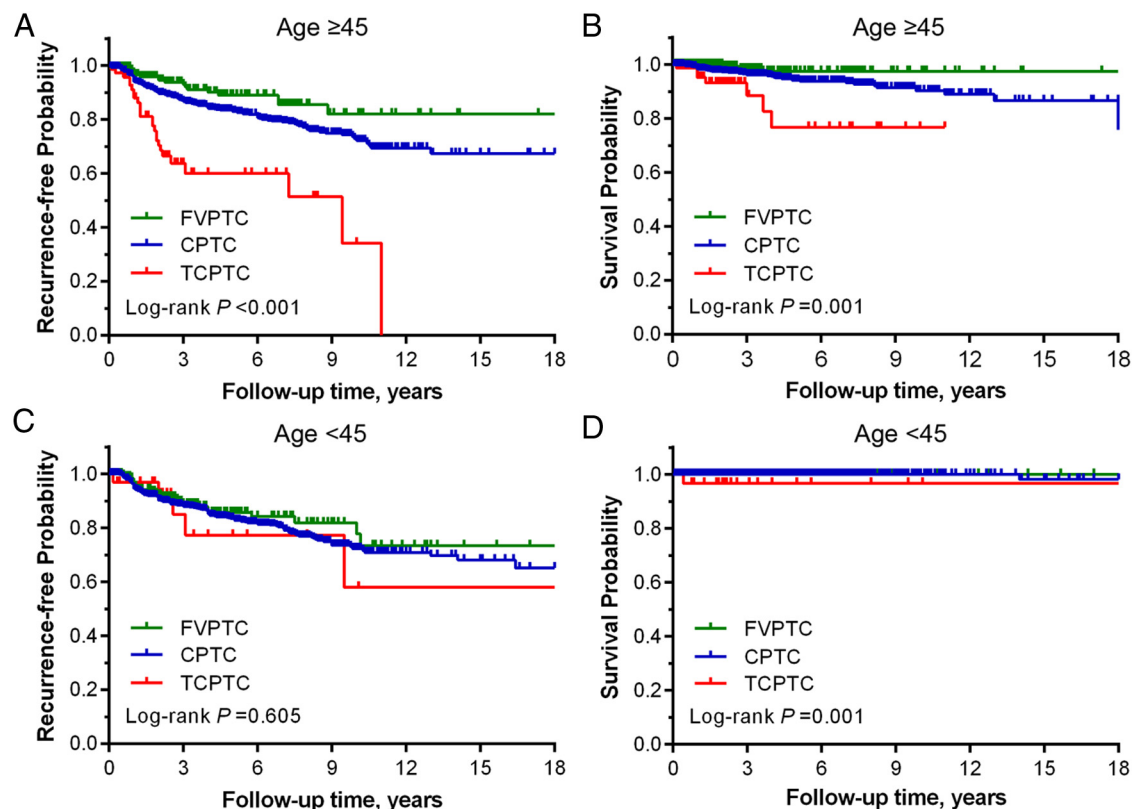 A
Age ≥45
Recurrence-free Probability
1.0
0.8
0.6
0.4
0.2
0.0
FVPTC
CPTC
TCPTC
Log-rank P <0.001
0 3 6 9 12 15 18
Follow-up time, years
B
Age ≥45
Survival Probability
1.0
0.8
0.6
0.4
0.2
0.0
FVPTC
CPTC
TCPTC
Log-rank P =0.001
0 3 6 9 12 15 18
Follow-up time, years
C
Age <45
Recurrence-free Probability
1.0
0.8
0.6
0.4
0.2
0.0
FVPTC
CPTC
TCPTC
Log-rank P =0.605
0 3 6 9 12 15 18
Follow-up time, years
D
Age <45
Survival Probability
1.0
0.8
0.6
0.4
0.2
0.0
FVPTC
CPTC
TCPTC
Log-rank P =0.001
0 3 6 9 12 15 18
Follow-up time, years